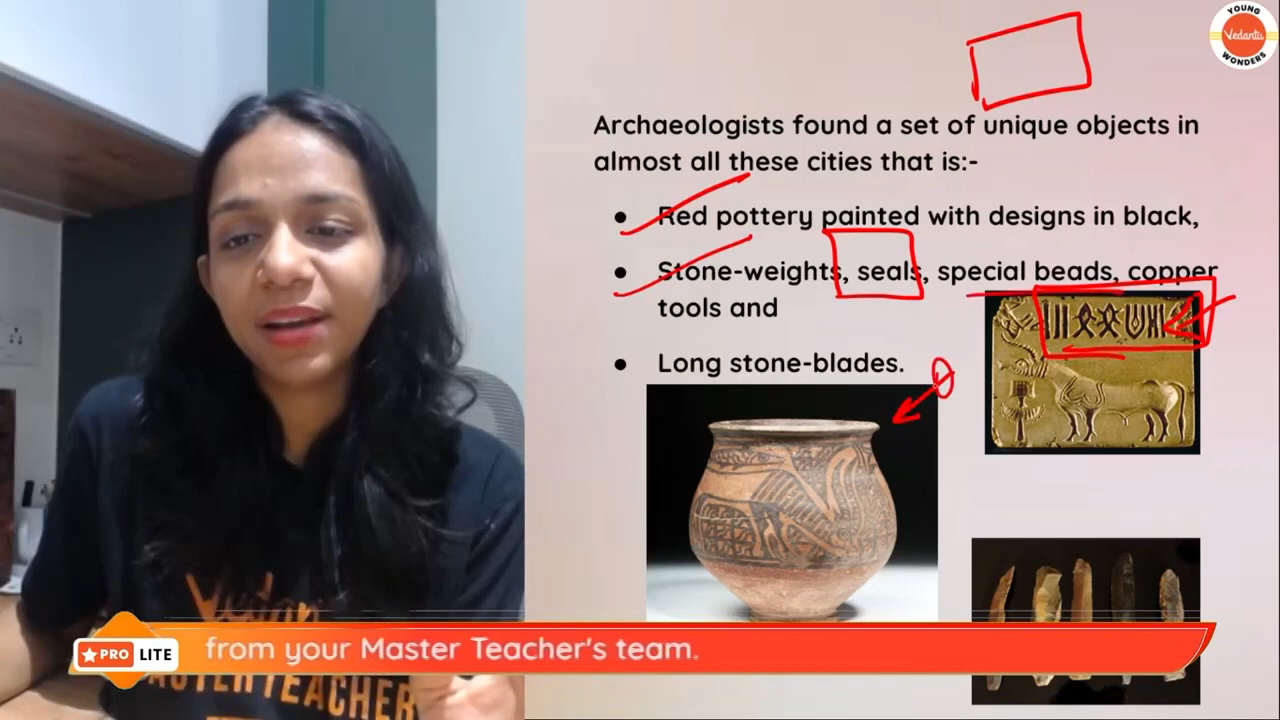 YOUNG
Vedantu
WONDERS
Archaeologists found a set of unique objects in
almost all these cities that is:-
● Red pottery painted with designs in black,
● Stone-weights, seals, special beads, copper
tools and
● Long stone-blades.
PRO LITE
from your Master Teacher's team.
MASTER TEACHER